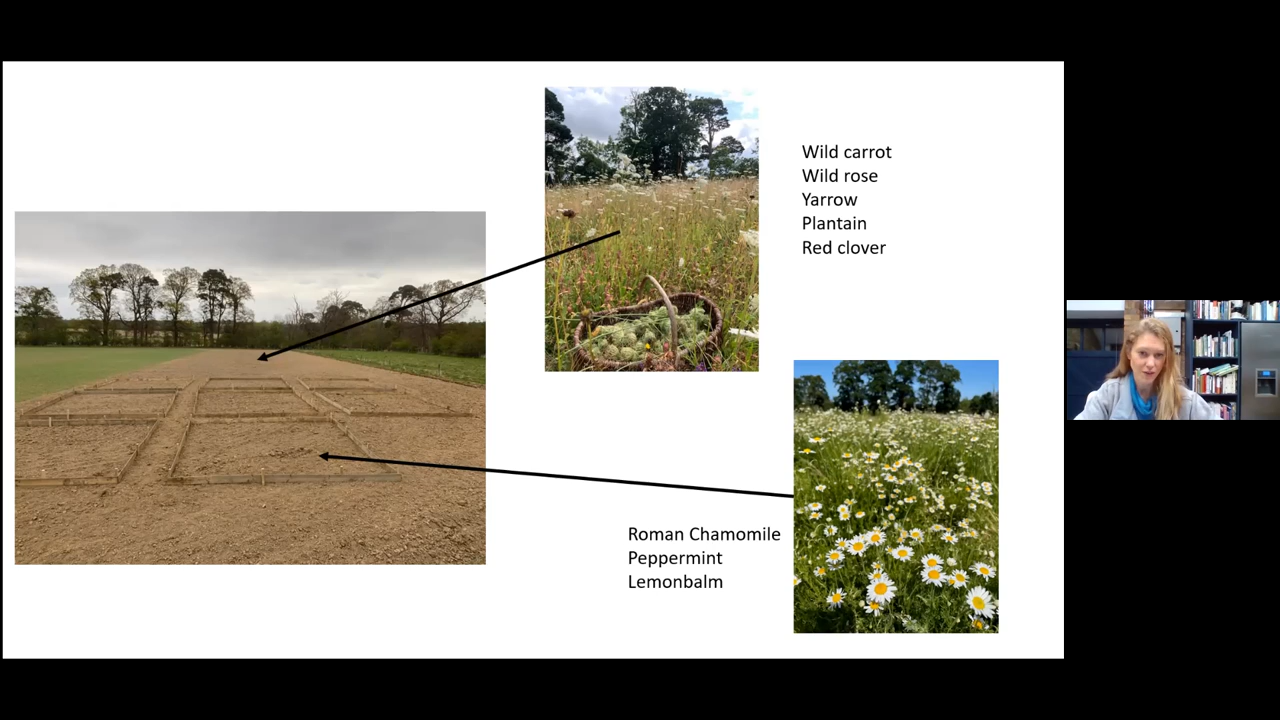 Wild carrot
Wild rose
Yarrow
Plantain
Red clover
Roman Chamomile
Peppermint
Lemonbalm